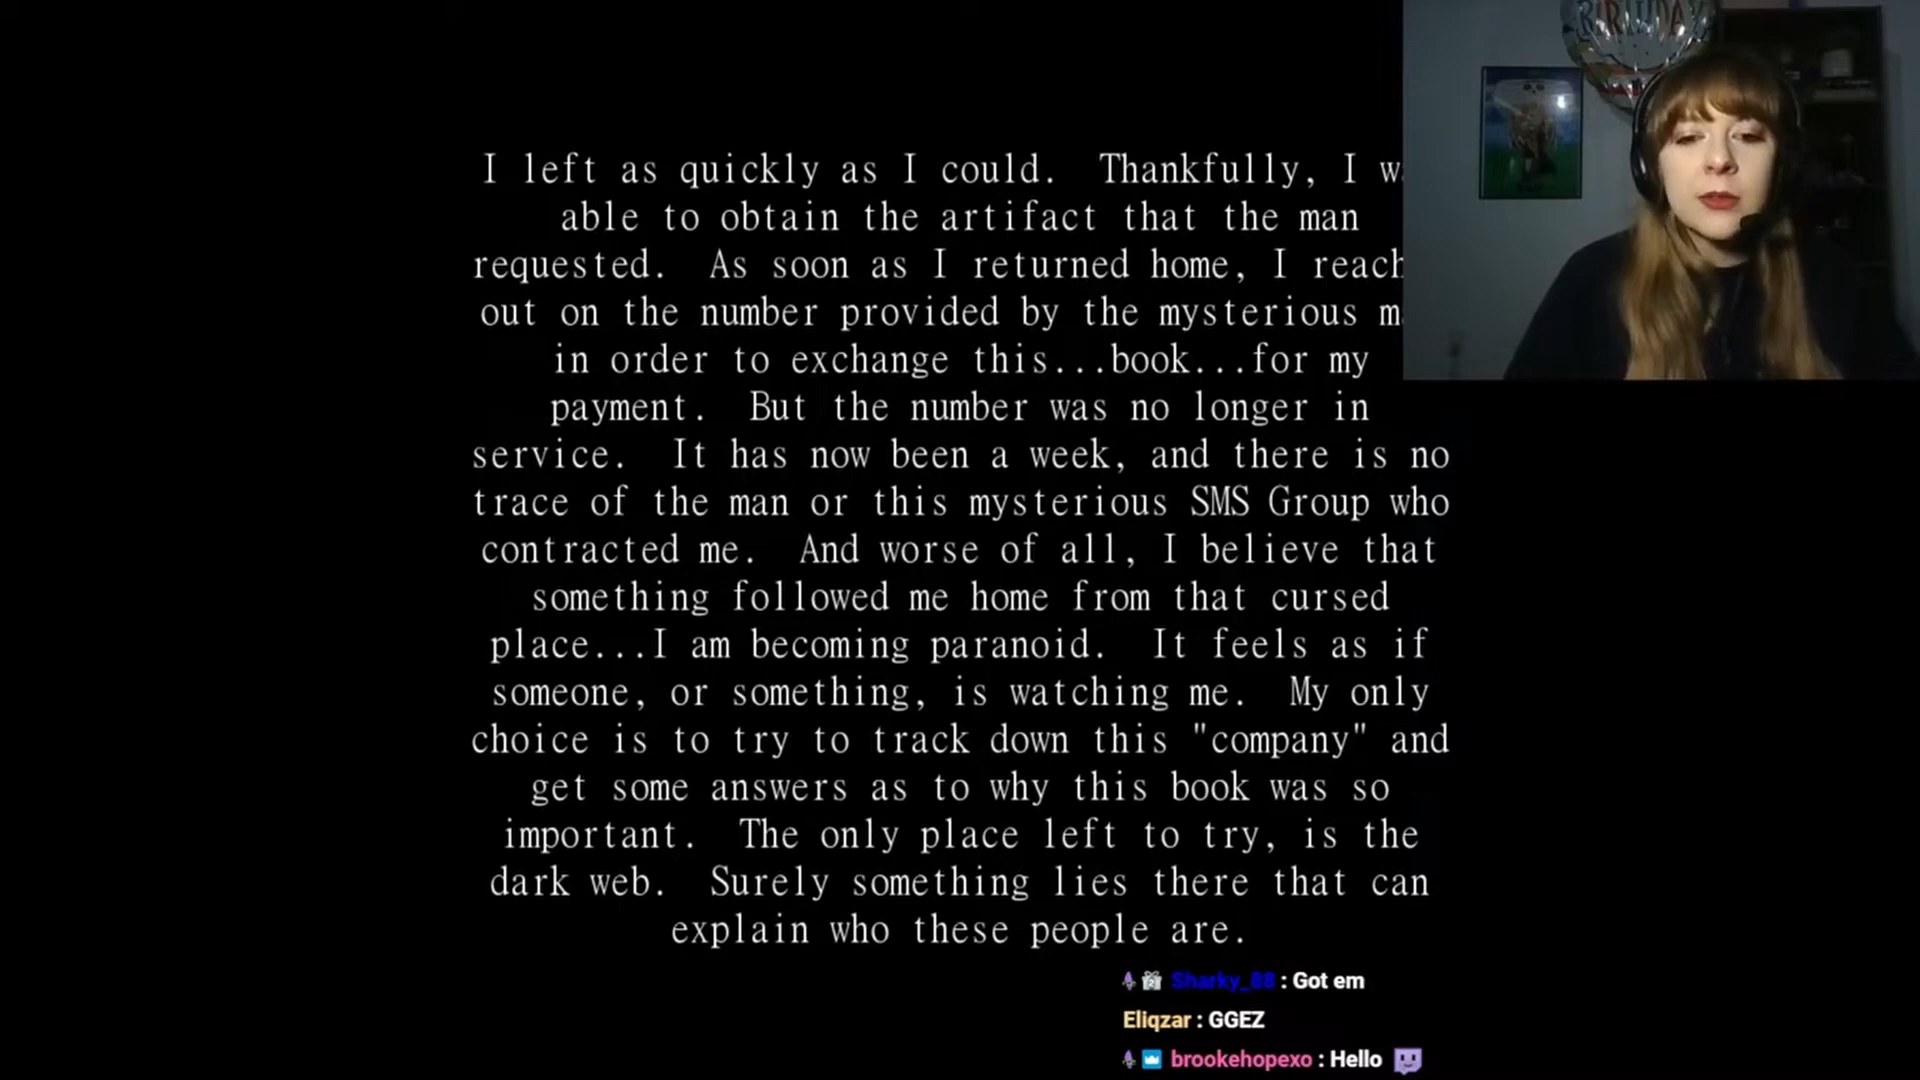 BIRTHDAY
I left as quickly as I could. Thankfully, I
able to obtain the artifact that the man
requested. As soon as I returned home, I reach
out on the number provided by the mysterious
in order to exchange this...book...for my
payment. But the number was no longer in
service. It has now been a week, and there is no
trace of the man or this mysterious SMS Group who
contracted me. And worse of all, I believe that
something followed me home from that cursed
place...I am becoming paranoid. It feels as if
someone, or something, is watching me. My only
choice is to try to track down this "company" and
get some answers as to why this book was so
important. The only place left to try, is the
dark web. Surely something lies there that can
explain who these people are.
Sharky_88 : Got em
Eliqzar : GGEZ
brookehopexo : Hello